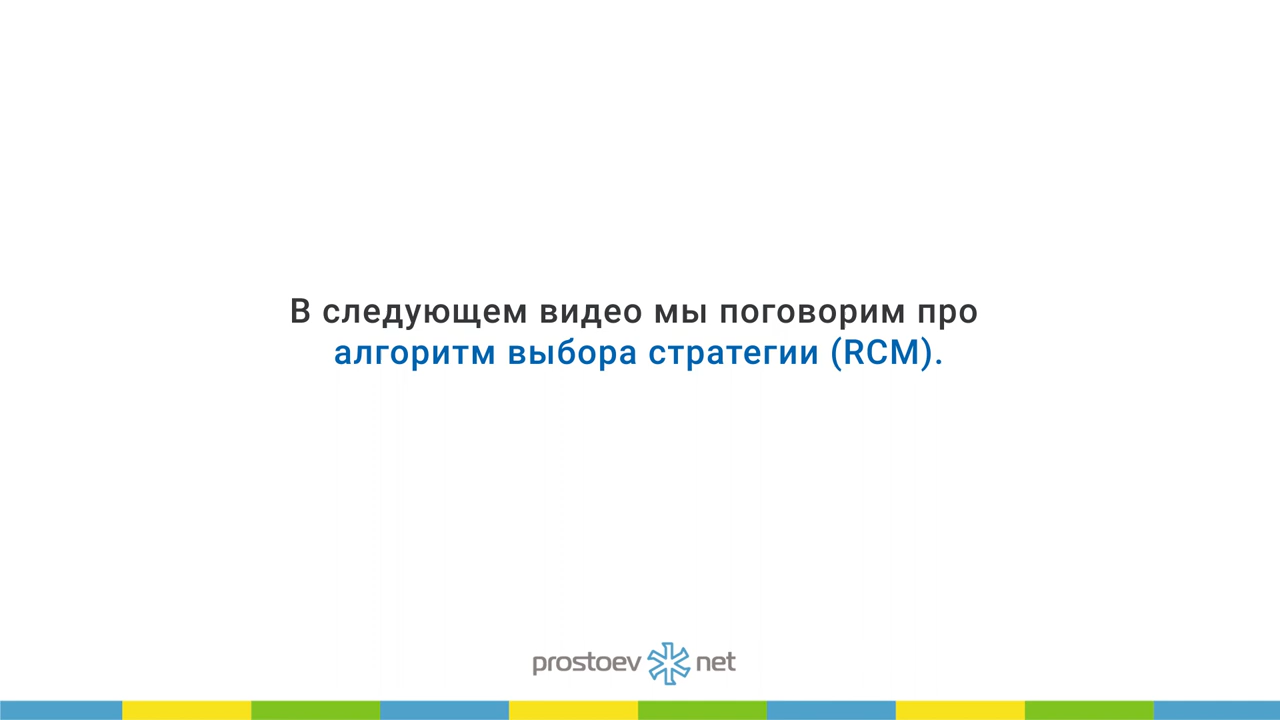 В следующем видео мы поговорим про
алгоритм выбора стратегии (RCM).
prostoev net